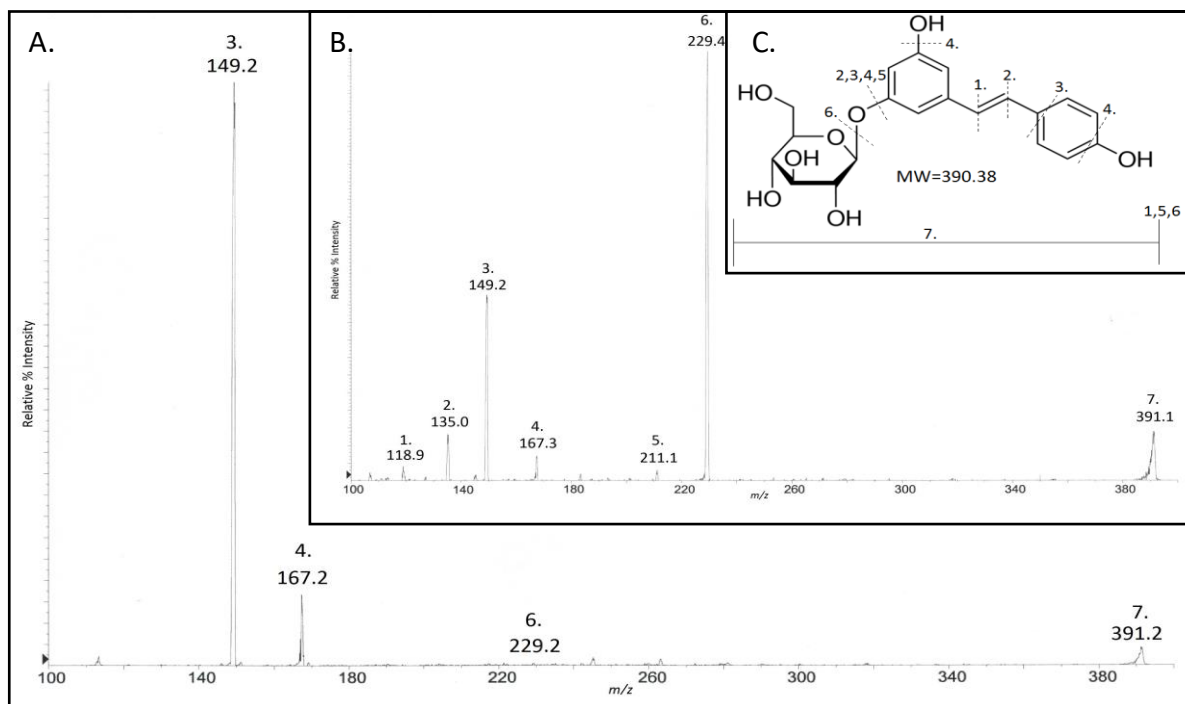 A.
3.
149.2
4.
167.2
6.
229.2
7.
391.2
Relative % Intensity
100
140
180
220
260
300
340
380
m/z
B.
1.
118.9
2.
135.0
3.
149.2
4.
167.3
5.
211.1
6.
229.4
7.
391.1
Relative % Intensity
100
140
180
220
260
300
340
380
m/z
C.
OH
4.
2,3,4,5
1.
2.
3.
4.
HO
6.
O
O
OH
OH
HO
OH
MW=390.38
1,5,6
7.